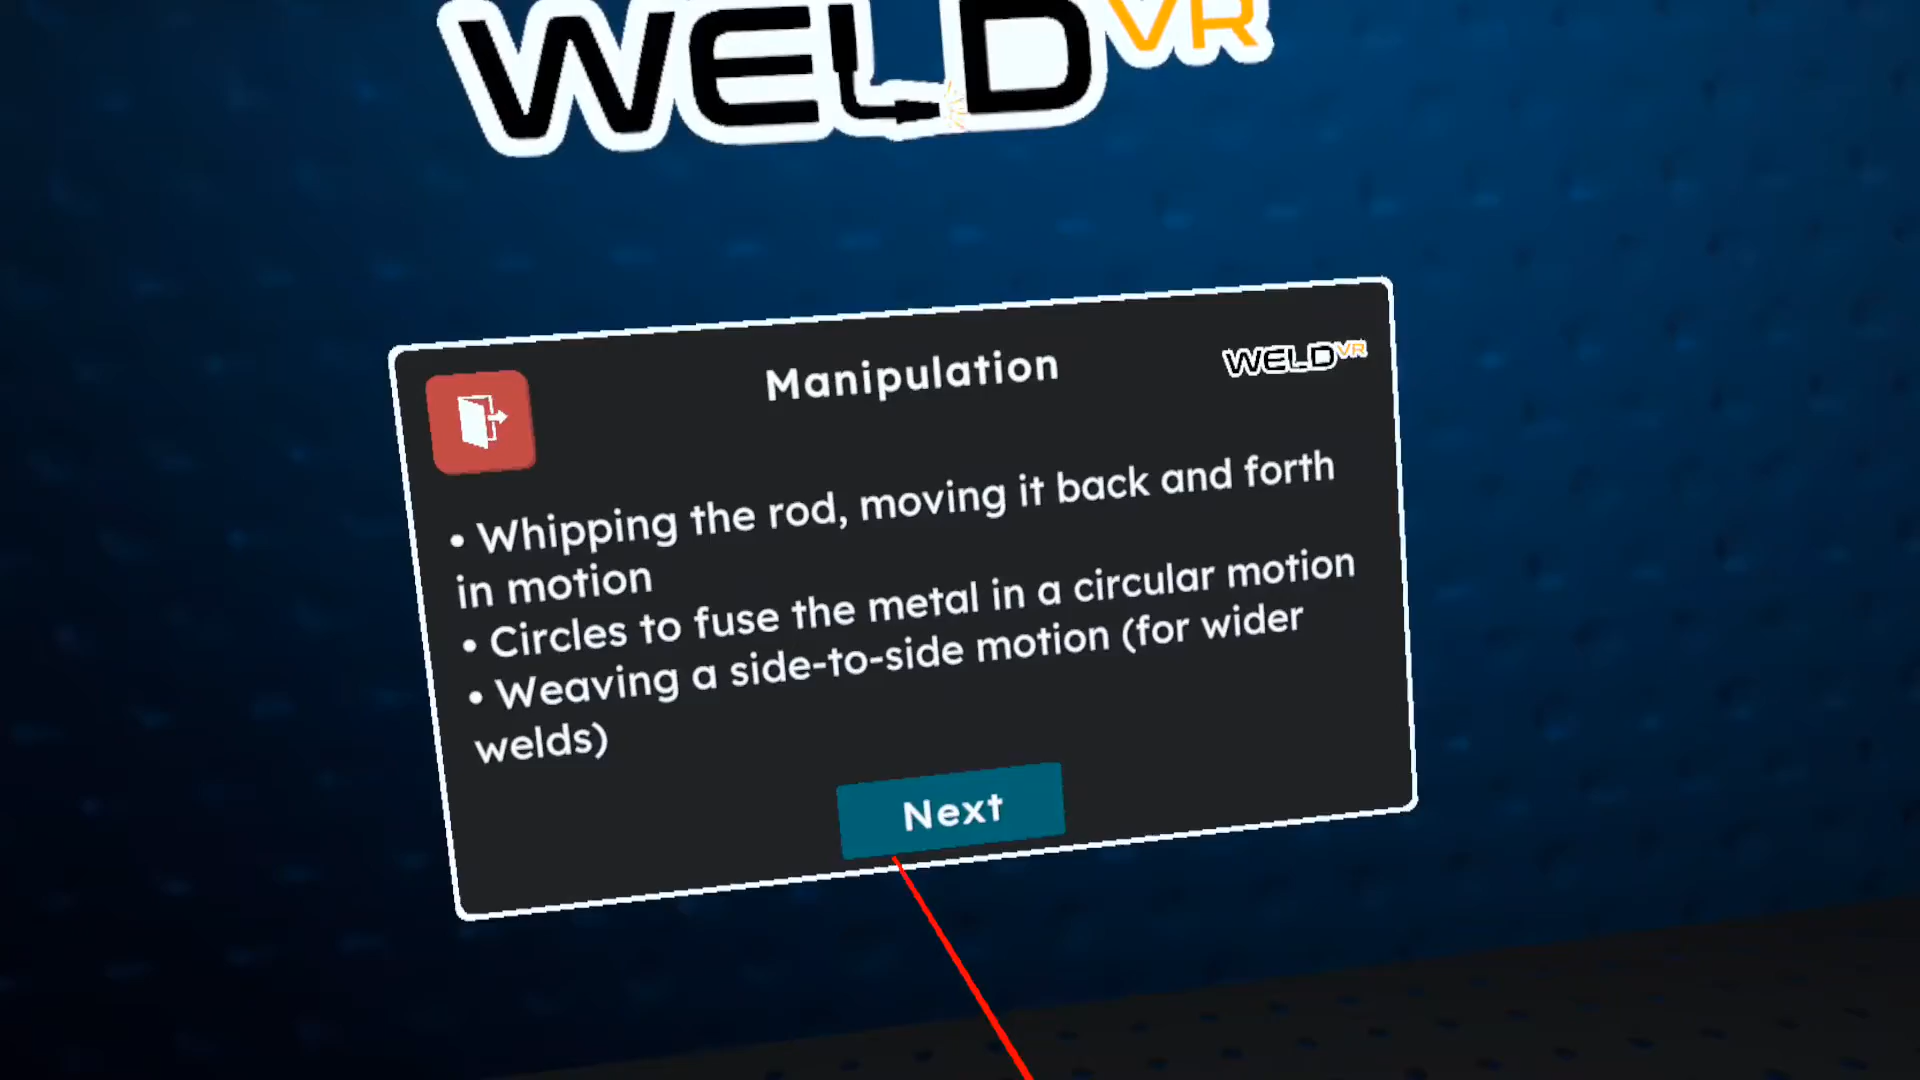 WELDVR
Manipulation
WELDVR
• Whipping the rod, moving it back and forth
in motion
• Circles to fuse the metal in a circular motion
• Weaving a side-to-side motion (for wider
welds)
Next